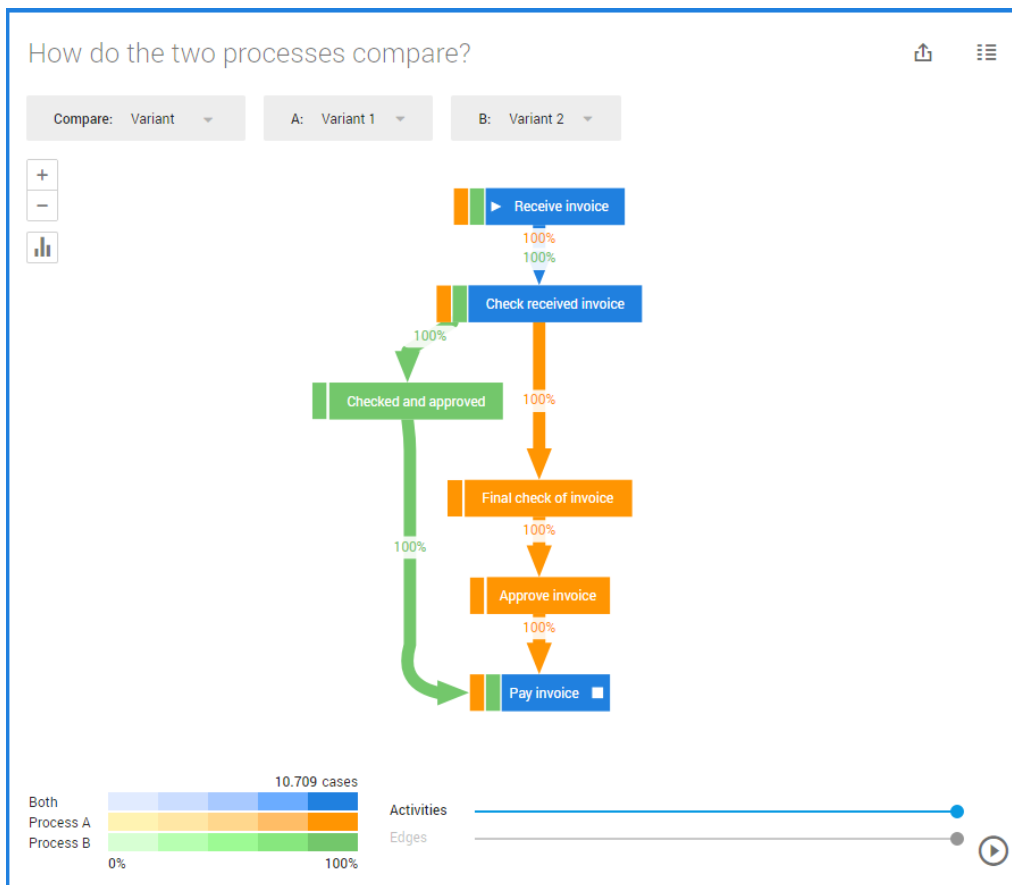 How do the two processes compare?
Compare: Variant
A: Variant 1
B: Variant 2
+
−
Receive invoice
100%
100%
Check received invoice
100%
Checked and approved
100%
Final check of invoice
100%
100%
Approve invoice
100%
Pay invoice
10.709 cases
Both
Process A
Process B
0% 100%
Activities
Edges